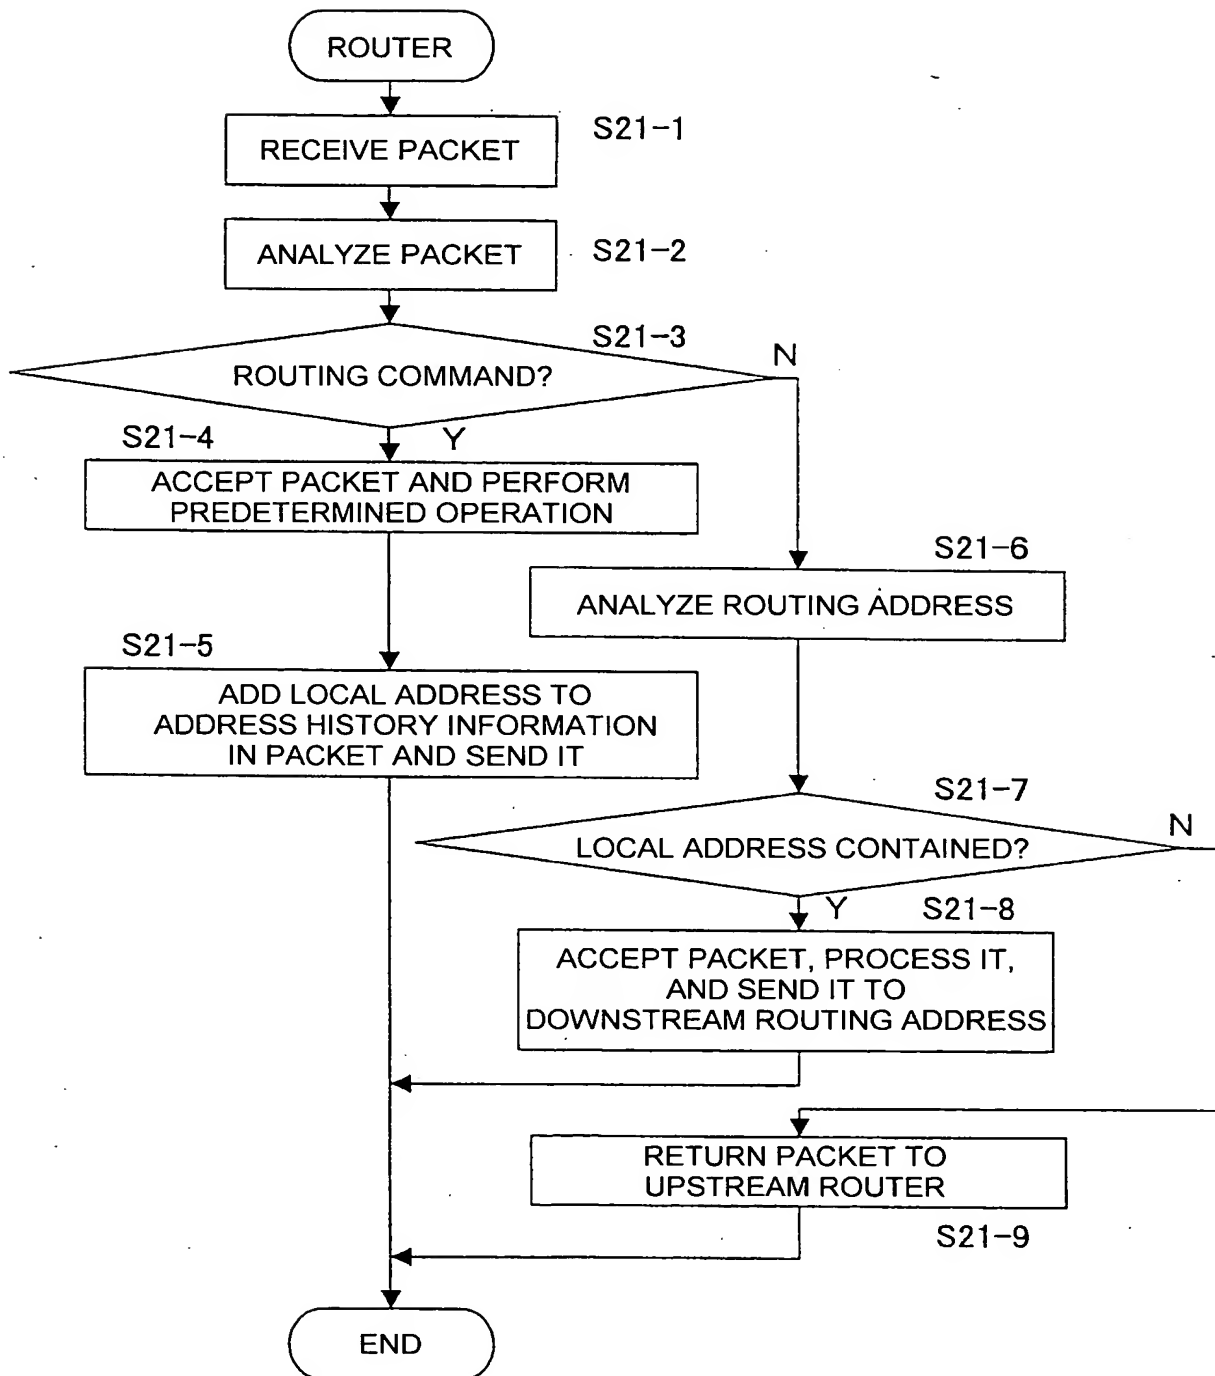 ROUTER
S21-1
RECEIVE PACKET
ANALYZE PACKET
S21-2
S21-3
N
ROUTING COMMAND?
S21-4
Y
ACCEPT PACKET AND PERFORM
PREDETERMINED OPERATION
S21-6
ANALYZE ROUTING ADDRESS
S21-5
ADD LOCAL ADDRESS TO
ADDRESS HISTORY INFORMATION
IN PACKET AND SEND IT
S21-7
N
LOCAL ADDRESS CONTAINED?
Y
S21-8
ACCEPT PACKET, PROCESS IT,
AND SEND IT TO
DOWNSTREAM ROUTING ADDRESS
RETURN PACKET TO
UPSTREAM ROUTER
S21-9
END